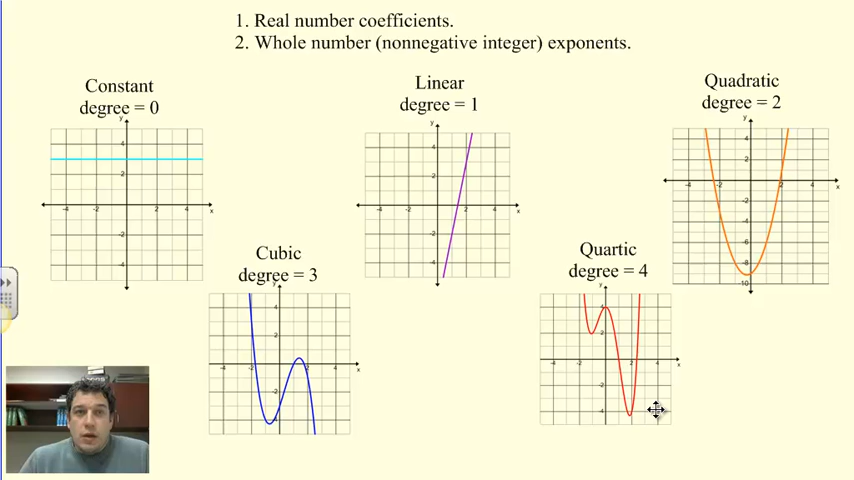 1. Real number coefficients.
2. Whole number (nonnegative integer) exponents.
Constant
degree = 0
Linear
degree = 1
Quadratic
degree = 2
Cubic
degree = 3
Quartic
degree = 4